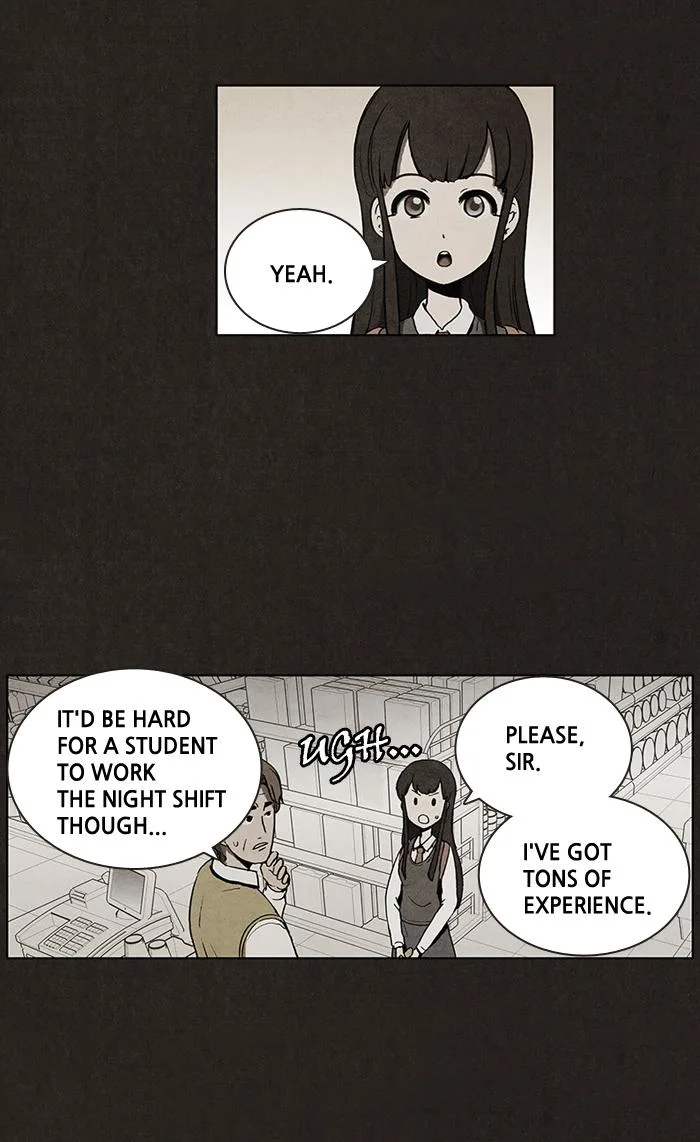 YEAH.
IT'D BE HARD
FOR A STUDENT
TO WORK
THE NIGHT SHIFT
THOUGH...
UGH...
PLEASE,
SIR.
I'VE GOT
TONS OF
EXPERIENCE.